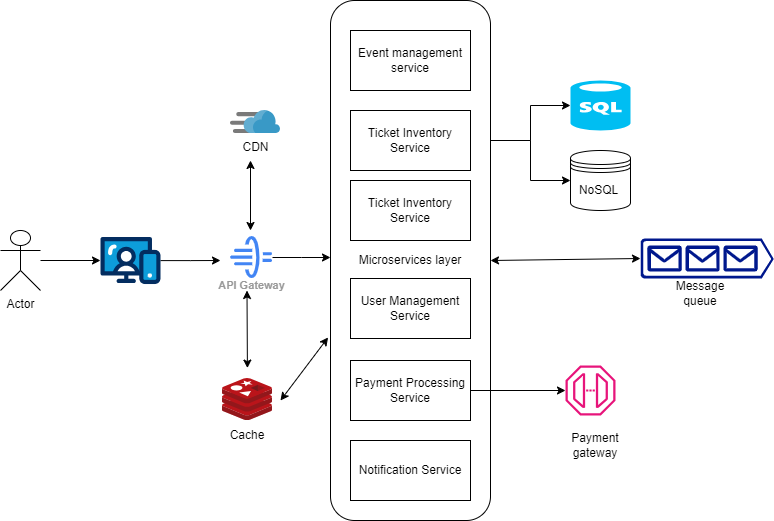 Event management
service
Ticket Inventory
Service
Ticket Inventory
Service
Microservices layer
User Management
Service
Payment Processing
Service
Notification Service
CDN
API Gateway
Cache
Actor
SQL
NoSQL
Message
queue
Payment
gateway